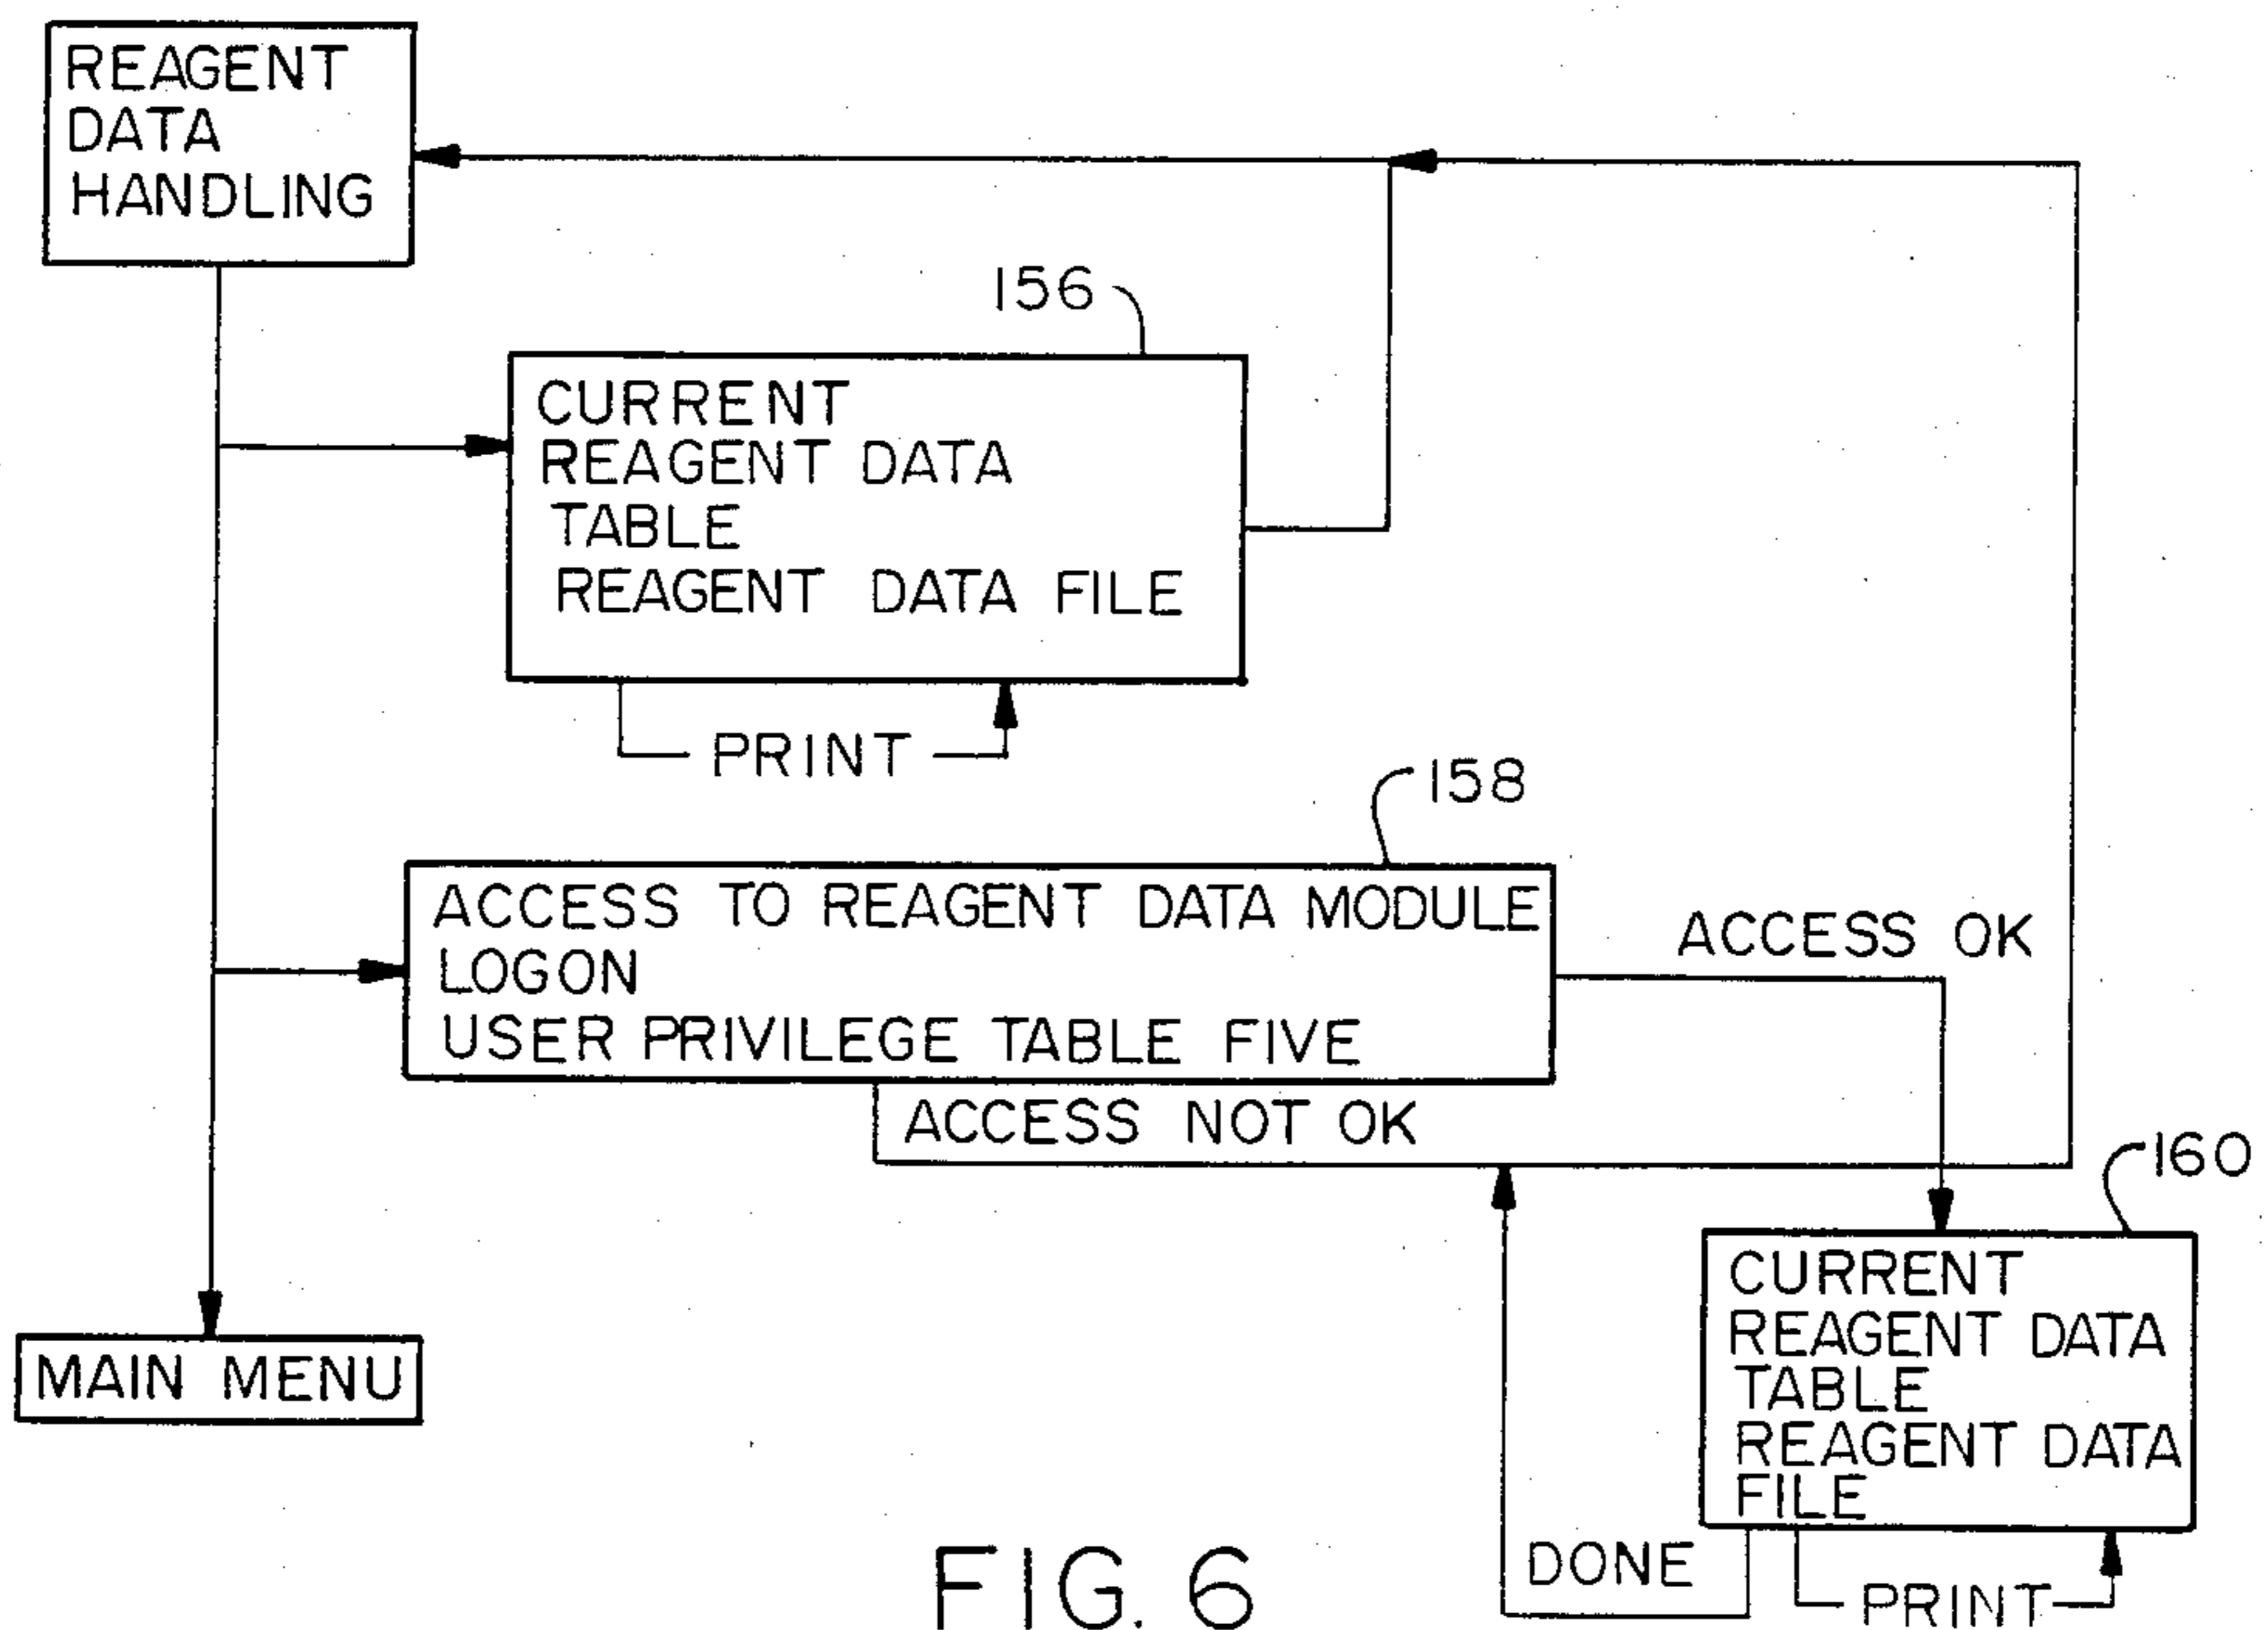 REAGENT
DATA
HANDLING
156
CURRENT
REAGENT DATA
TABLE
REAGENT DATA FILE
PRINT
158
ACCESS TO REAGENT DATA MODULE
LOGON
USER PRIVILEGE TABLE FIVE
ACCESS OK
ACCESS NOT OK
160
CURRENT
REAGENT DATA
TABLE
REAGENT DATA
FILE
MAIN MENU
DONE
PRINT
FIG. 6